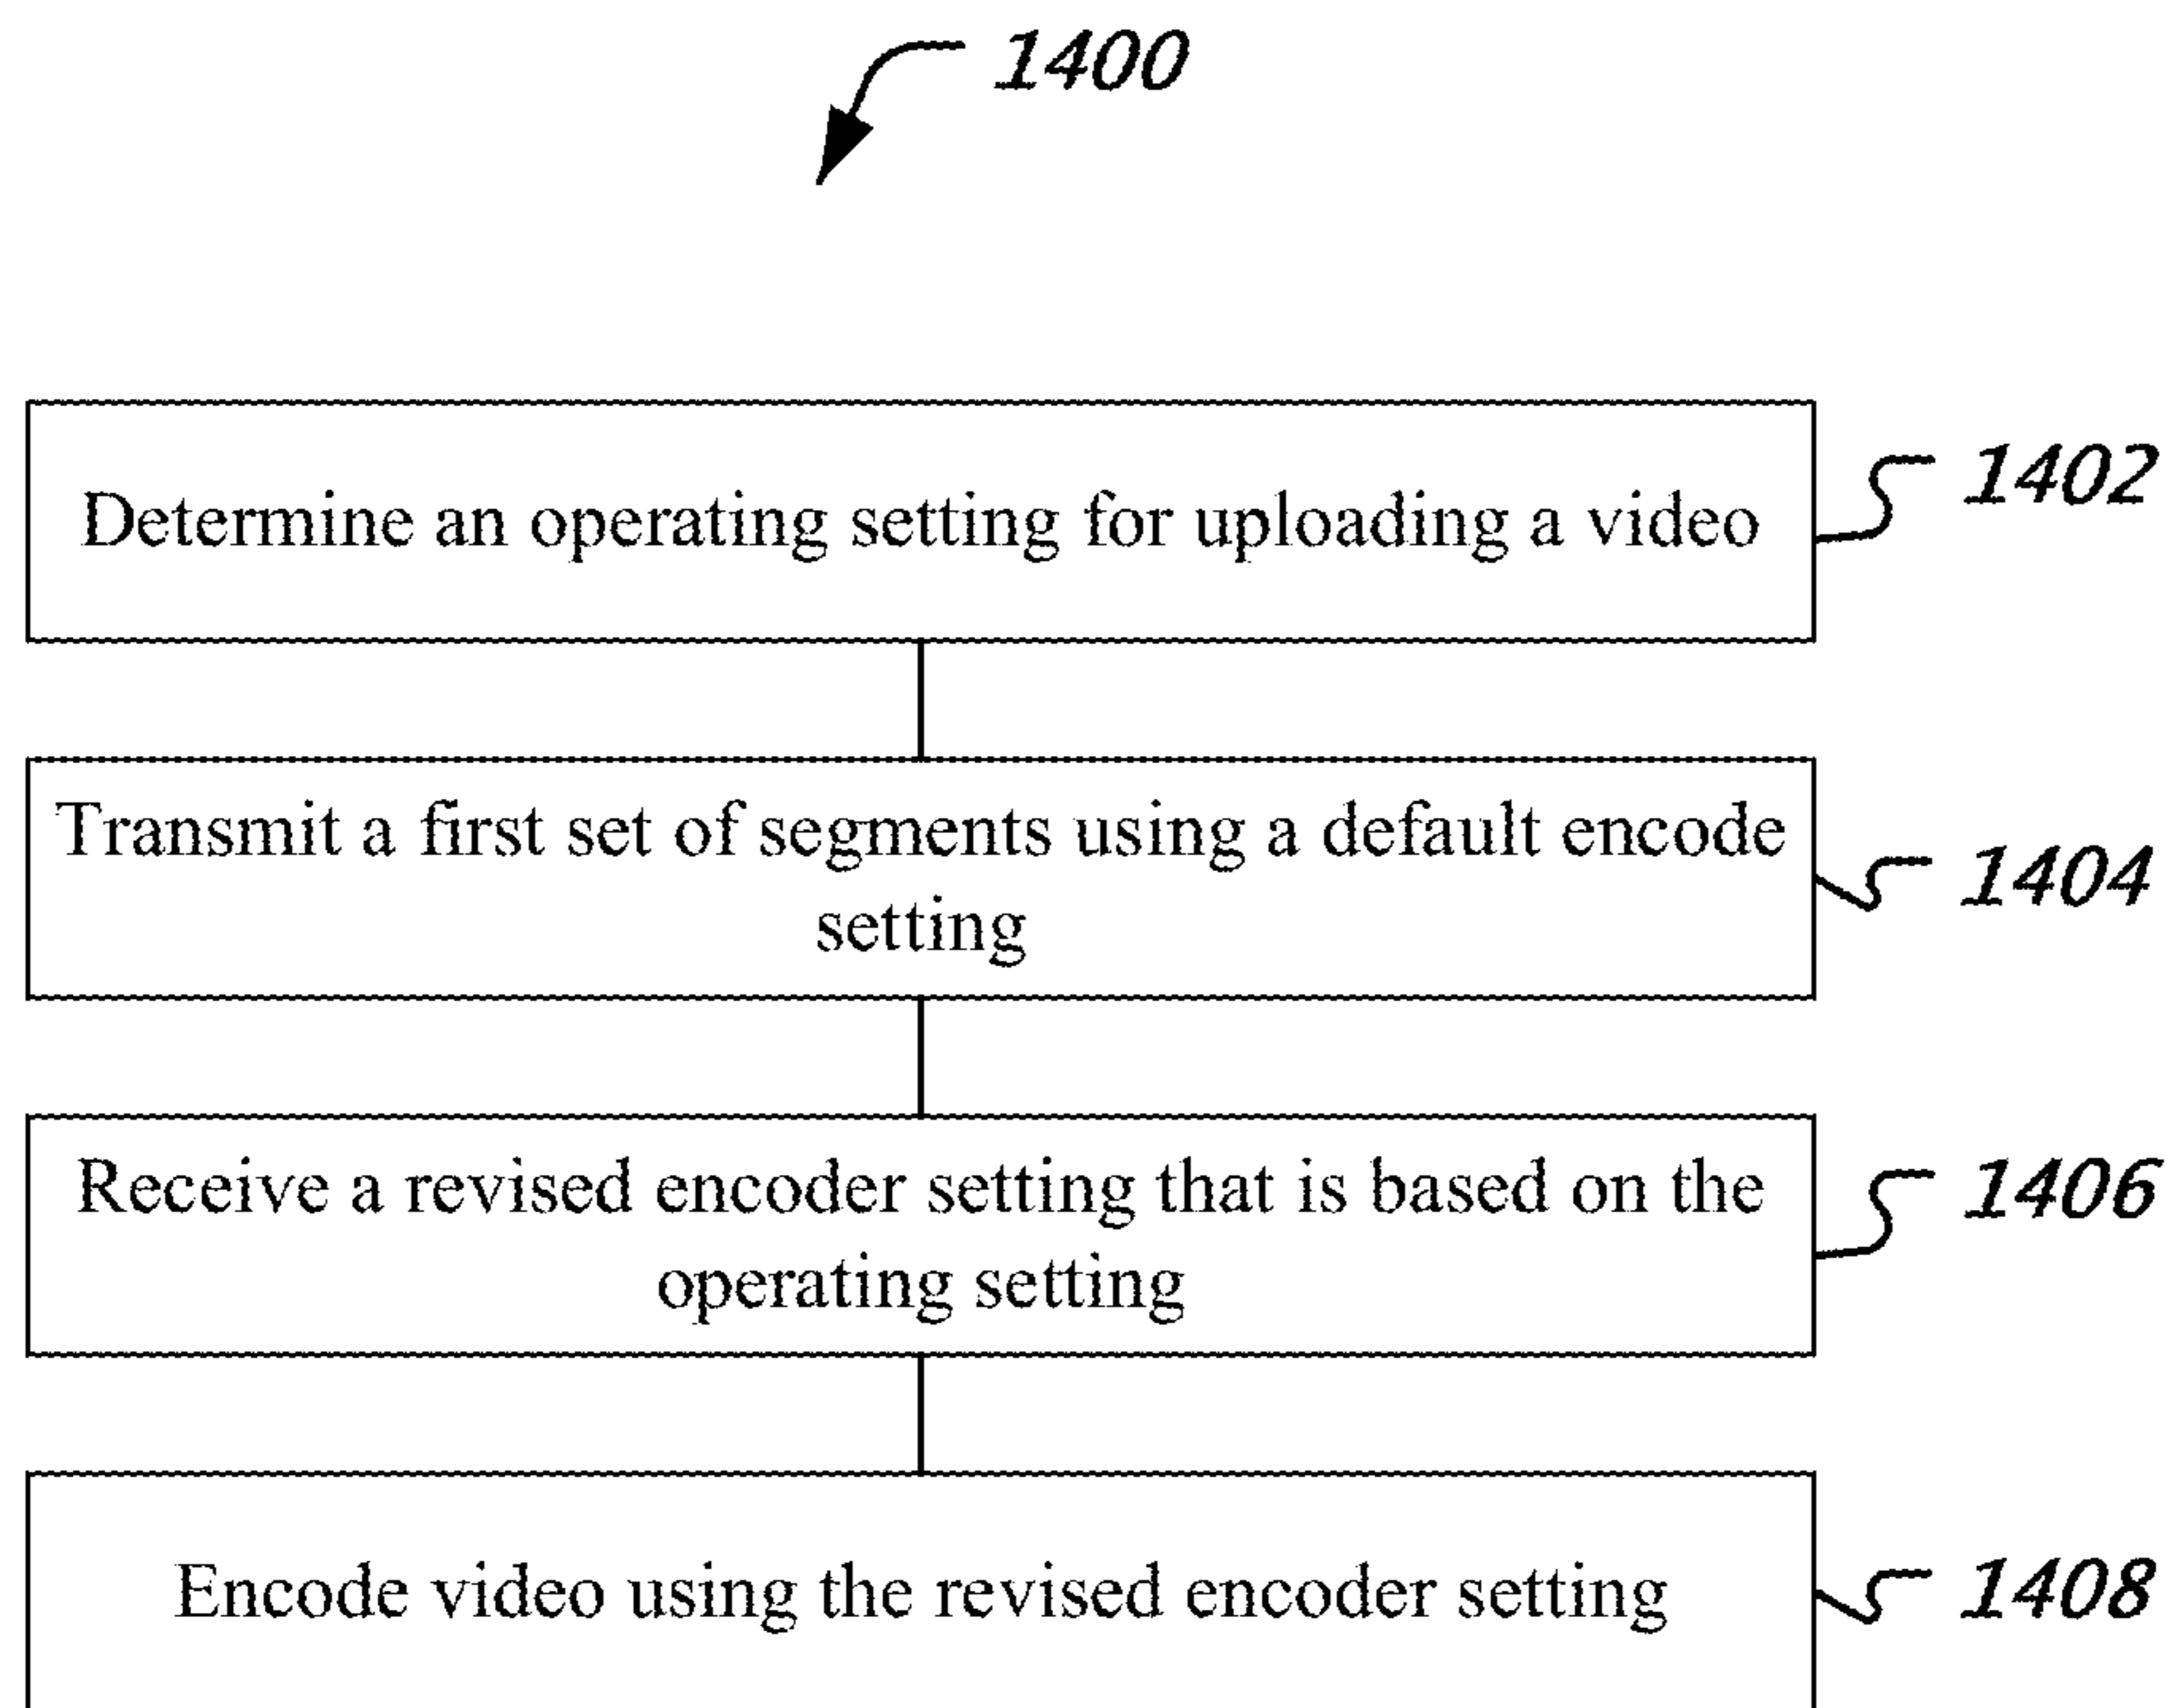 1400
Determine an operating setting for uploading a video
1402
Transmit a first set of segments using a default encode
setting
1404
Receive a revised encoder setting that is based on the
operating setting
1406
Encode video using the revised encoder setting
1408